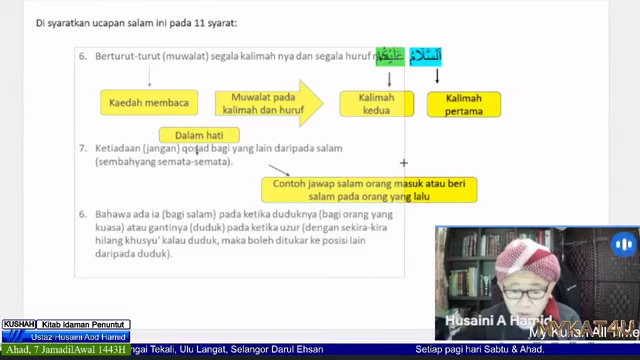 Di syaratkan ucapan salam ini pada 11 syarat:
6. Berturut-turut (muwalat) segala kalimah nya dan segala huruf
اَلسَّلَامُ عَلَيْكُمْ
Kaedah membaca
Muwalat pada
kalimah dan huruf
Kalimah
kedua
Kalimah
pertama
Dalam hati
7. Ketiadaan (jangan) qosad bagi yang lain daripada salam
(sembahyang semata-semata).
Contoh jawap salam orang masuk atau beri
salam pada orang yang lalu
6. Bahawa ada ia (bagi salam) pada ketika duduknya (bagi orang yang
kuasa) atau gantinya (duduk) pada ketika uzur (dengan sekira-kira
hilang khusyu' kalau duduk, maka boleh ditukar ke posisi lain
daripada duduk).
Husaini A Hamid
KUSHAH Kitab Idaman Penuntut
Ustaz Husaini Abd Hamid
Ahad, 7 JamadilAwal 1443H
ngai Tekali, Ulu Langat, Selangor Darul Ehsan
Setiap pagi hari Sabtu & Ahad.